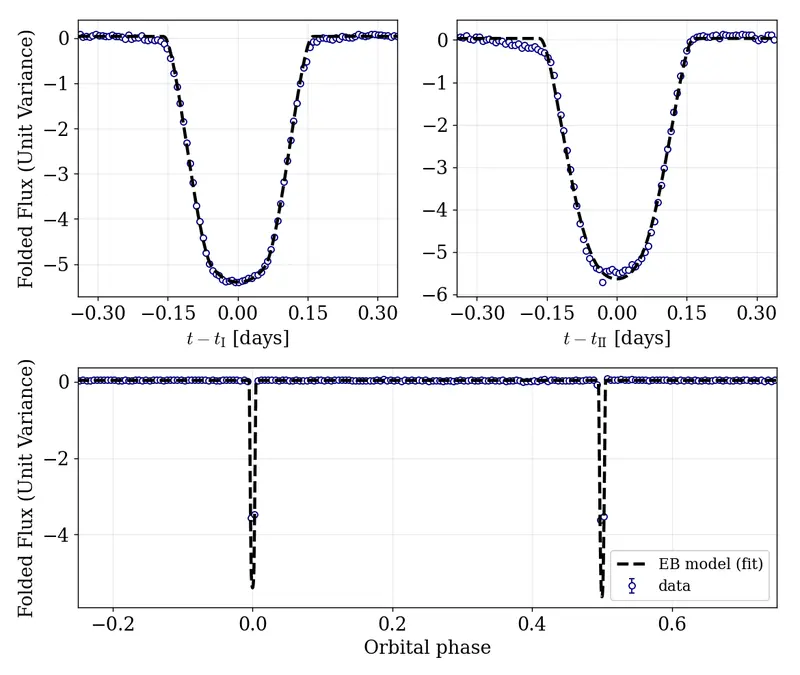 Folded Flux (Unit Variance)
0
−1
−2
−3
−4
−5
−0.30 −0.15 0.00 0.15 0.30
t − tI [days]
0
−1
−2
−3
−4
−5
−6
−0.30 −0.15 0.00 0.15 0.30
t − tII [days]
Folded Flux (Unit Variance)
0
−2
−4
EB model (fit)
data
−0.2 0.0 0.2 0.4 0.6
Orbital phase